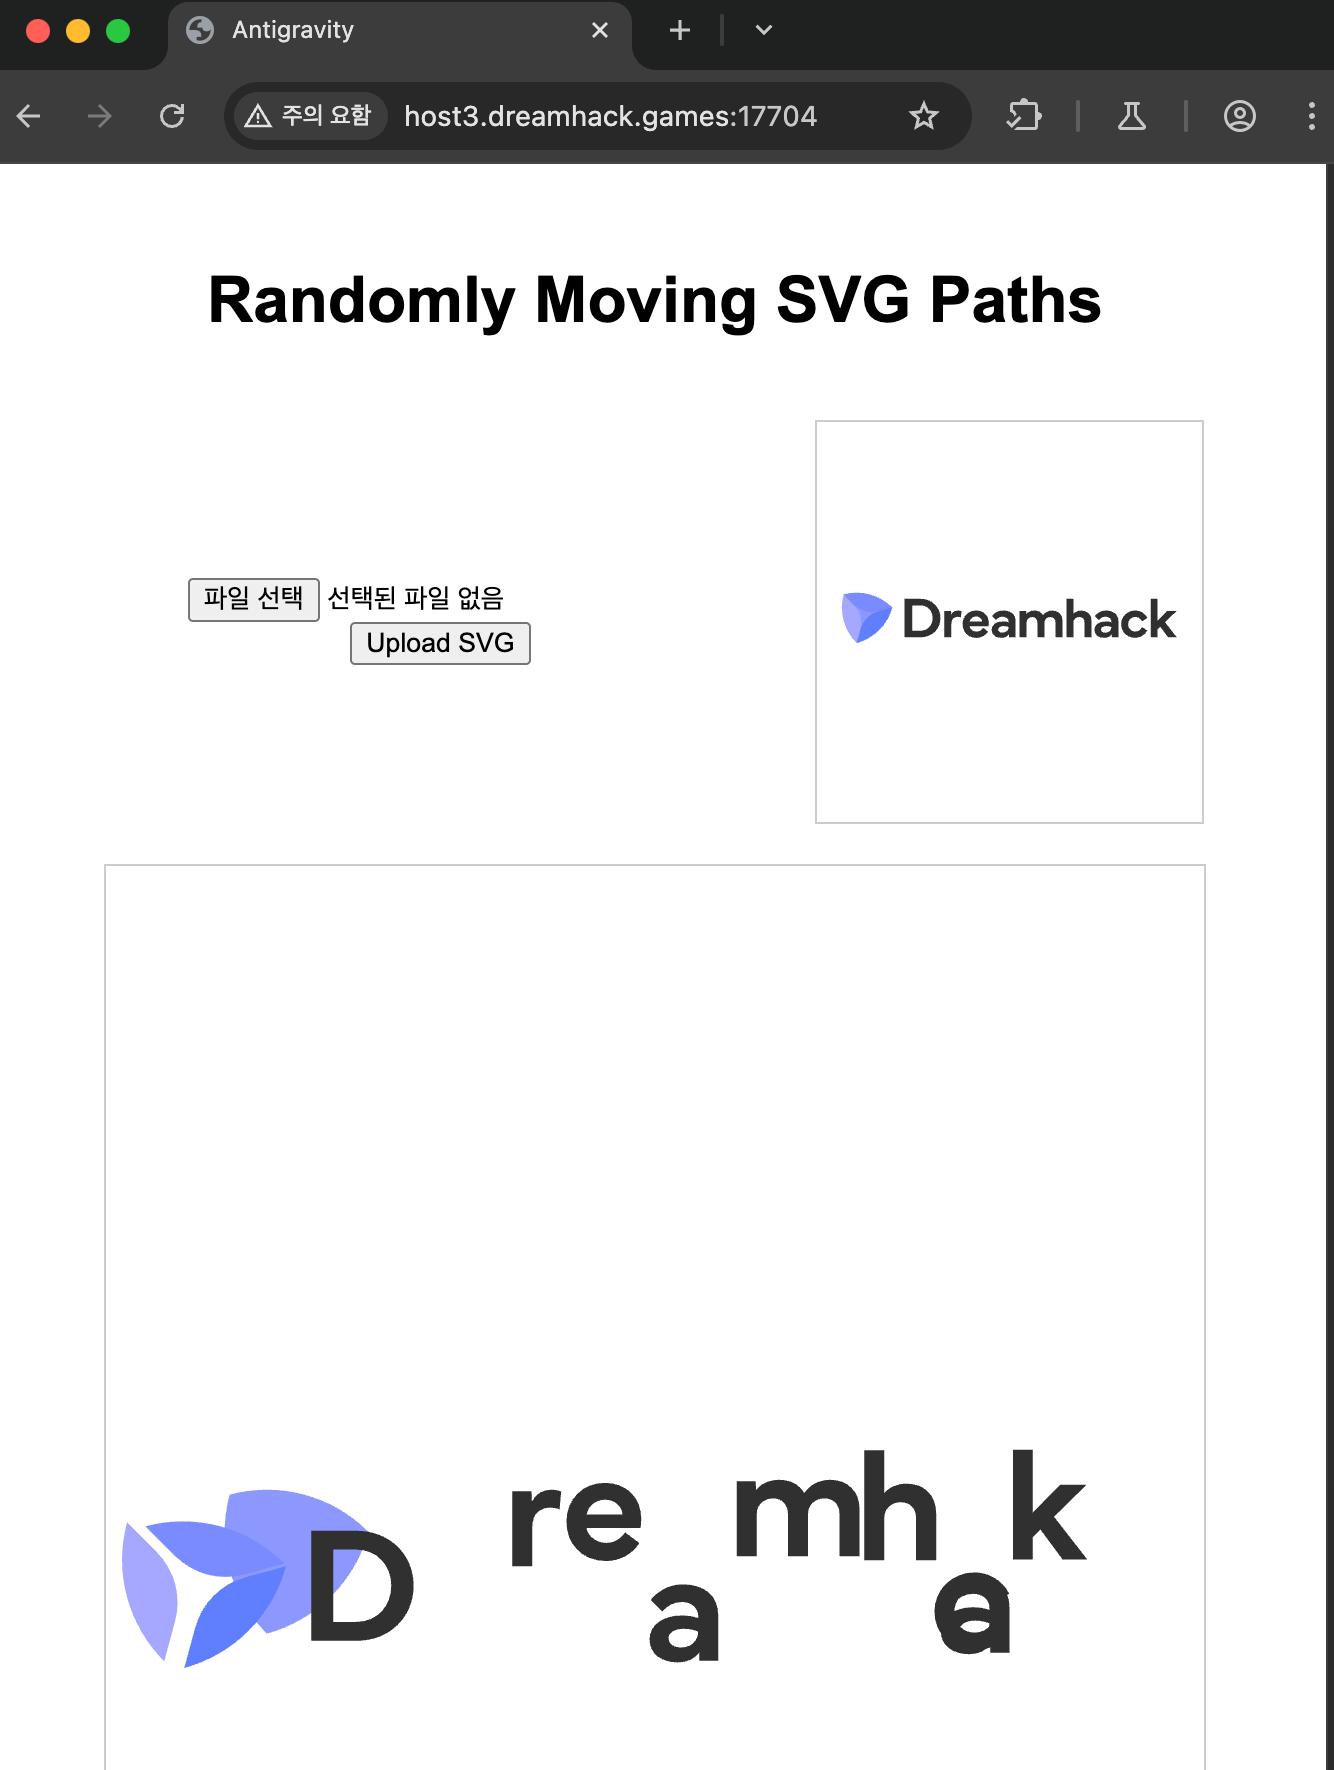 Antigravity
주의 요함 host3.dreamhack.games:17704
Randomly Moving SVG Paths
파일 선택 선택된 파일 없음
Upload SVG
Dreamhack
D re a mh a k